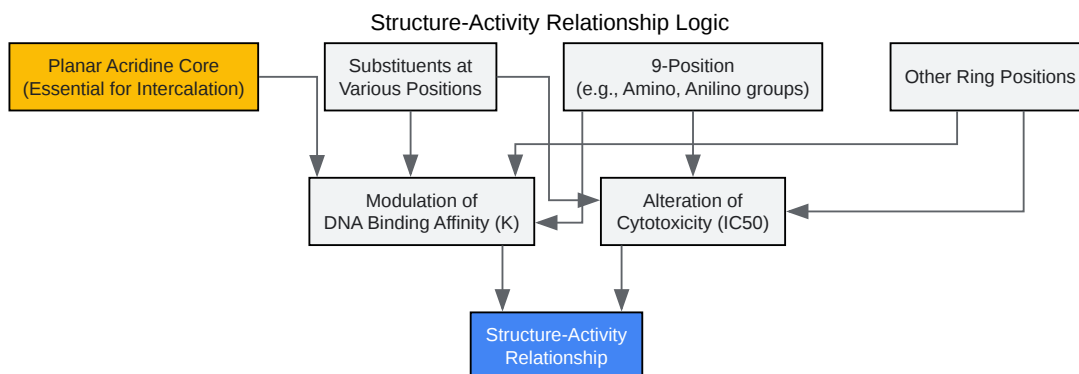 Structure-Activity Relationship Logic
Planar Acridine Core
(Essential for Intercalation)
Substituents at
Various Positions
9-Position
(e.g., Amino, Anilino groups)
Other Ring Positions
Modulation of
DNA Binding Affinity (K)
Alteration of
Cytotoxicity (IC50)
Structure-Activity
Relationship